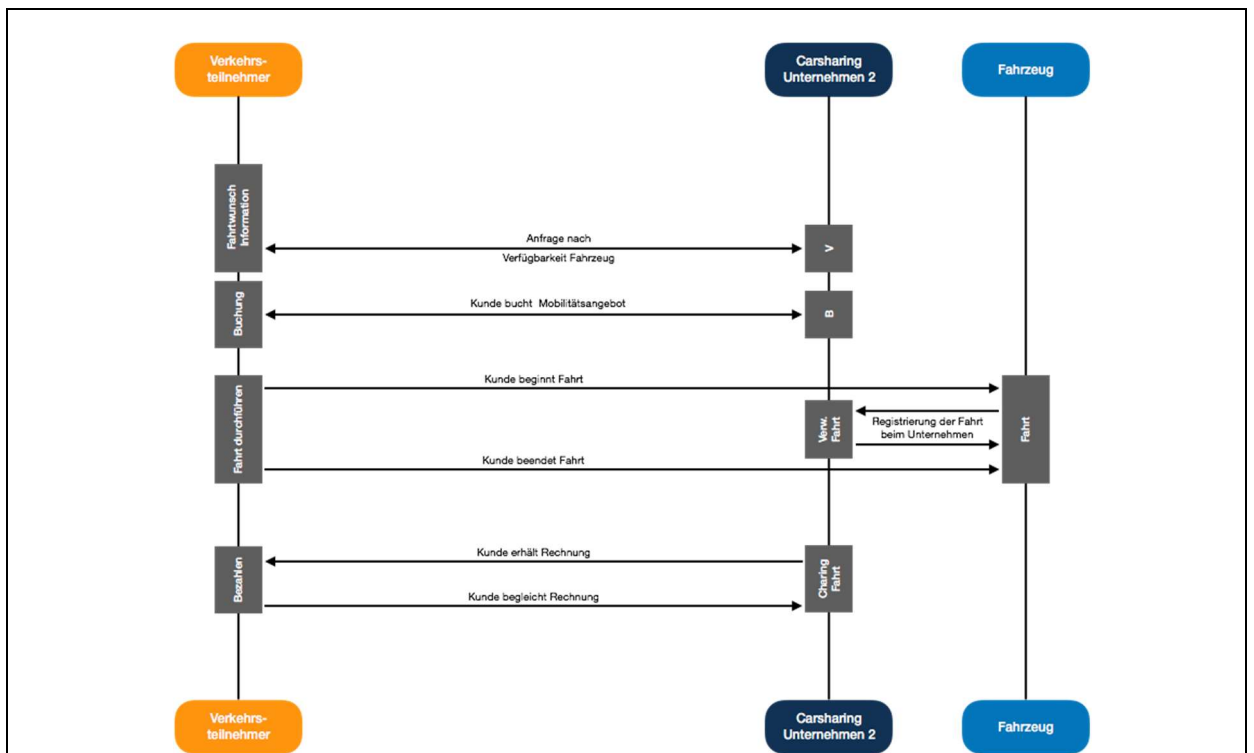 Verkehrs-
teilnehmer
Carsharing
Unternehmen 2
Fahrzeug
Fahrtwunsch
Information
Anfrage nach
Verfügbarkeit Fahrzeug
V
Buchung
Kunde bucht Mobilitätsangebot
B
Fahrt durchführen
Kunde beginnt Fahrt
Verw.
Fahrt
Registrierung der Fahrt
beim Unternehmen
Fahrt
Kunde beendet Fahrt
Bezahlen
Kunde erhält Rechnung
Charing
Fahrt
Kunde begleicht Rechnung
Verkehrs-
teilnehmer
Carsharing
Unternehmen 2
Fahrzeug